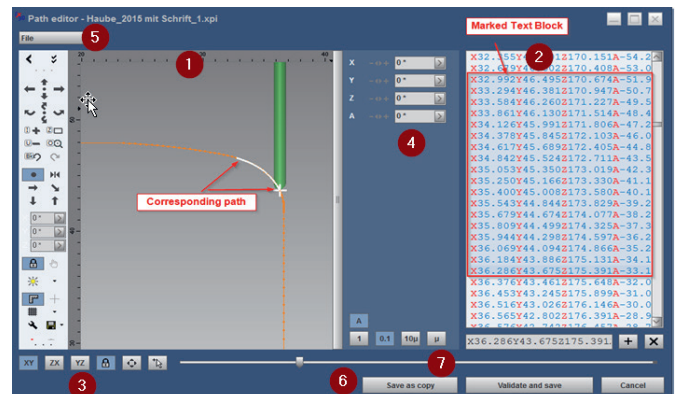 Path editor - Haube_2015 mit Schrift_1.xpi
Marked Text Block
File
5
1
2
20
30
40
X32.355Y46.611Z170.151A-54.2
X32.992Y46.495Z170.674A-51.9
X33.294Y46.381Z170.947A-50.7
X33.584Y46.260Z171.227A-49.5
X33.861Y46.130Z171.514A-48.4
X34.126Y45.991Z171.806A-47.2
X34.378Y45.845Z172.103A-46.0
X34.617Y45.689Z172.405A-44.8
X34.842Y45.524Z172.711A-43.5
X35.053Y45.350Z173.019A-42.3
X35.250Y45.166Z173.330A-41.1
X35.400Y45.008Z173.580A-40.1
X35.543Y44.844Z173.829A-39.2
X35.679Y44.674Z174.077A-38.2
X35.809Y44.499Z174.325A-37.3
X35.944Y44.298Z174.597A-36.2
X36.069Y44.094Z174.866A-35.2
X36.184Y43.886Z175.131A-34.1
X36.286Y43.675Z175.391A-33.1
X36.376Y43.461Z175.648A-32.0
X36.453Y43.245Z175.899A-31.0
X36.516Y43.026Z176.146A-30.0
X36.565Y42.802Z176.391A-28.9
X 0°
Y 0°
Z 0°
A 0°
4
Corresponding path
0°
0°
0°
A
1 0.1 10µ µ
X36.286Y43.675Z175.391
XY ZX YZ
3
7
6
Save as copy
Validate and save
Cancel